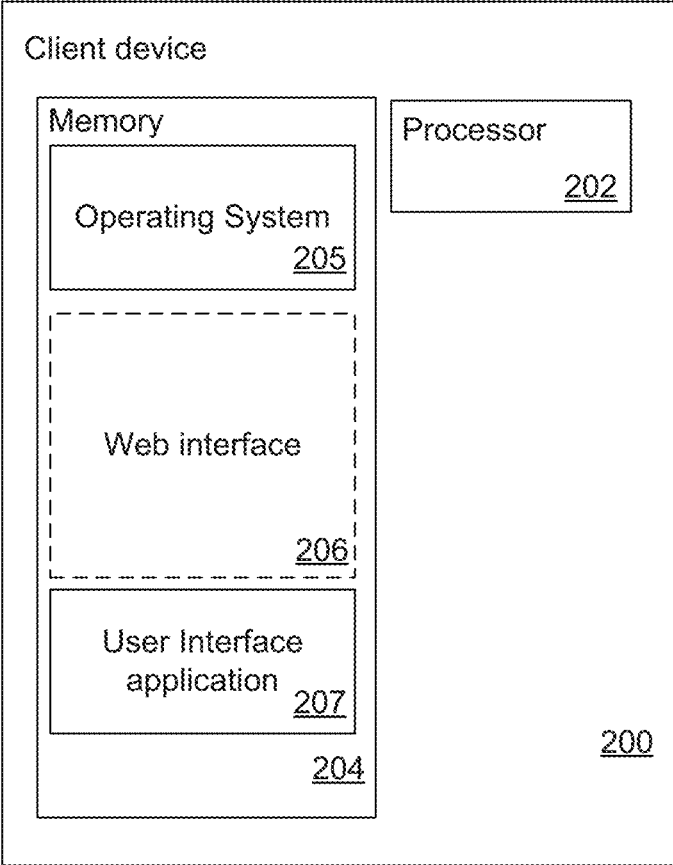 Client device
Memory
Processor
202
Operating System
205
Web interface
206
User Interface
application
207
204
200